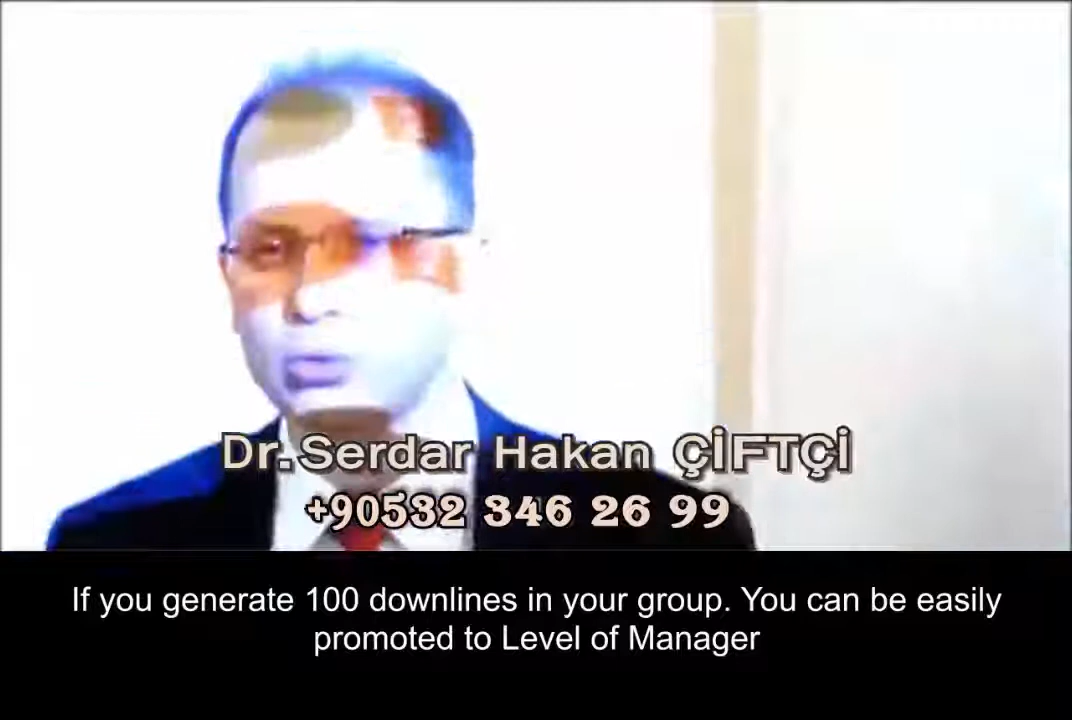 Dr. Serdar Hakan ÇİFTÇİ
+90532 346 26 99
If you generate 100 downlines in your group. You can be easily
promoted to Level of Manager